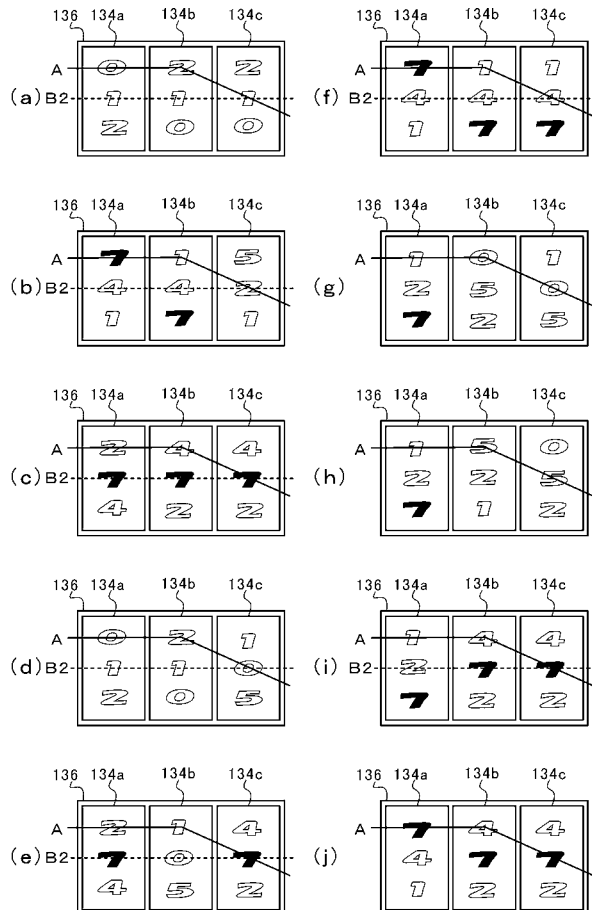 136 134a 134b 134c
A 0 2 2
(a) B2 1 1 1
2 0 0
136 134a 134b 134c
A 7 1 5
(b) B2 4 4 2
1 7 1
136 134a 134b 134c
A 2 4 4
(c) B2 7 7 7
4 2 2
136 134a 134b 134c
A 0 2 1
(d) B2 1 1 0
2 0 5
136 134a 134b 134c
A 2 1 4
(e) B2 7 0 7
4 5 2
136 134a 134b 134c
A 7 1 1
(f) B2 4 4 4
1 7 7
136 134a 134b 134c
A 1 0 1
(g) 2 5 0
7 2 5
136 134a 134b 134c
A 1 5 0
(h) 2 2 5
7 1 2
136 134a 134b 134c
A 1 4 4
(i) B2 2 7 7
7 2 2
136 134a 134b 134c
A 7 4 4
(j) 4 7 7
1 2 2